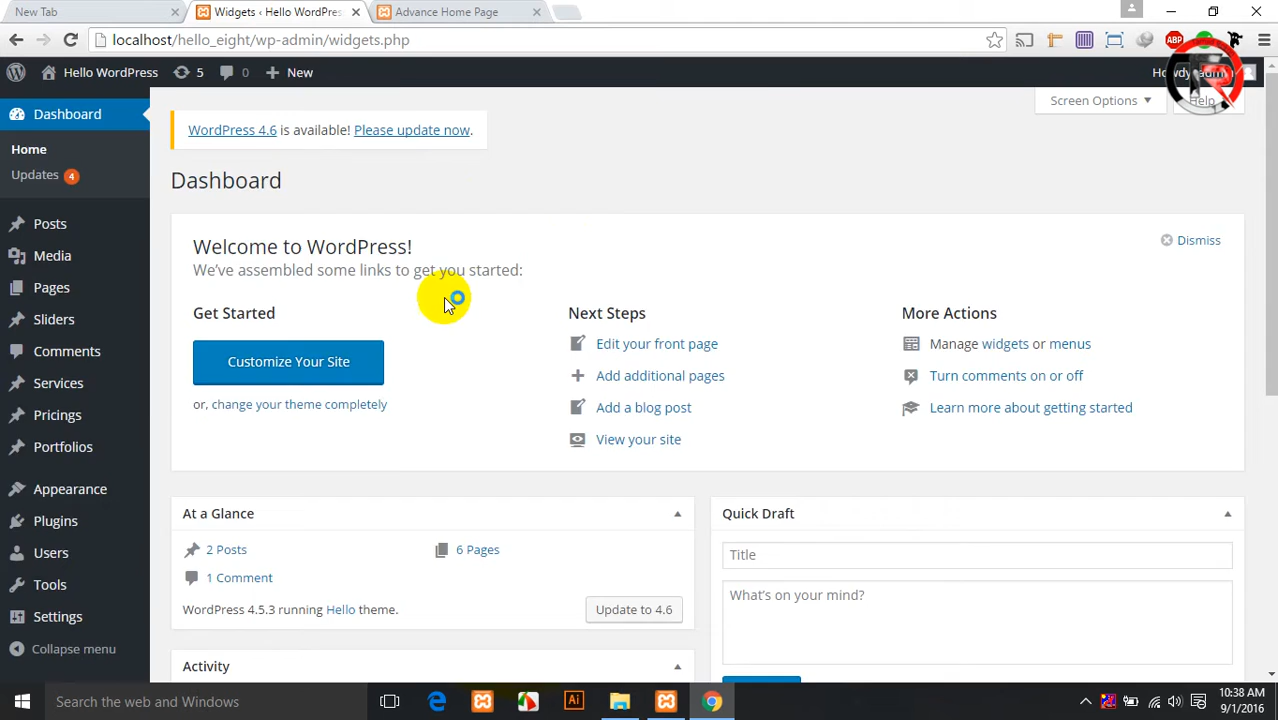 New Tab
Widgets ‹ Hello WordPres
Advance Home Page
localhost/hello_eight/wp-admin/widgets.php
ABP
Hello WordPress
5
0
New
Howdy, admin
Screen Options
Help
Dashboard
Home
Updates 4
Posts
Media
Pages
Sliders
Comments
Services
Pricings
Portfolios
Appearance
Plugins
Users
Tools
Settings
Collapse menu
WordPress 4.6 is available! Please update now.
Dashboard
Welcome to WordPress!
We've assembled some links to get you started:
Dismiss
Get Started
Customize Your Site
or, change your theme completely
Next Steps
Edit your front page
Add additional pages
Add a blog post
View your site
More Actions
Manage widgets or menus
Turn comments on or off
Learn more about getting started
At a Glance
2 Posts
6 Pages
1 Comment
WordPress 4.5.3 running Hello theme.
Update to 4.6
Activity
Quick Draft
Title
What's on your mind?
Search the web and Windows
Ai
10:38 AM
9/1/2016